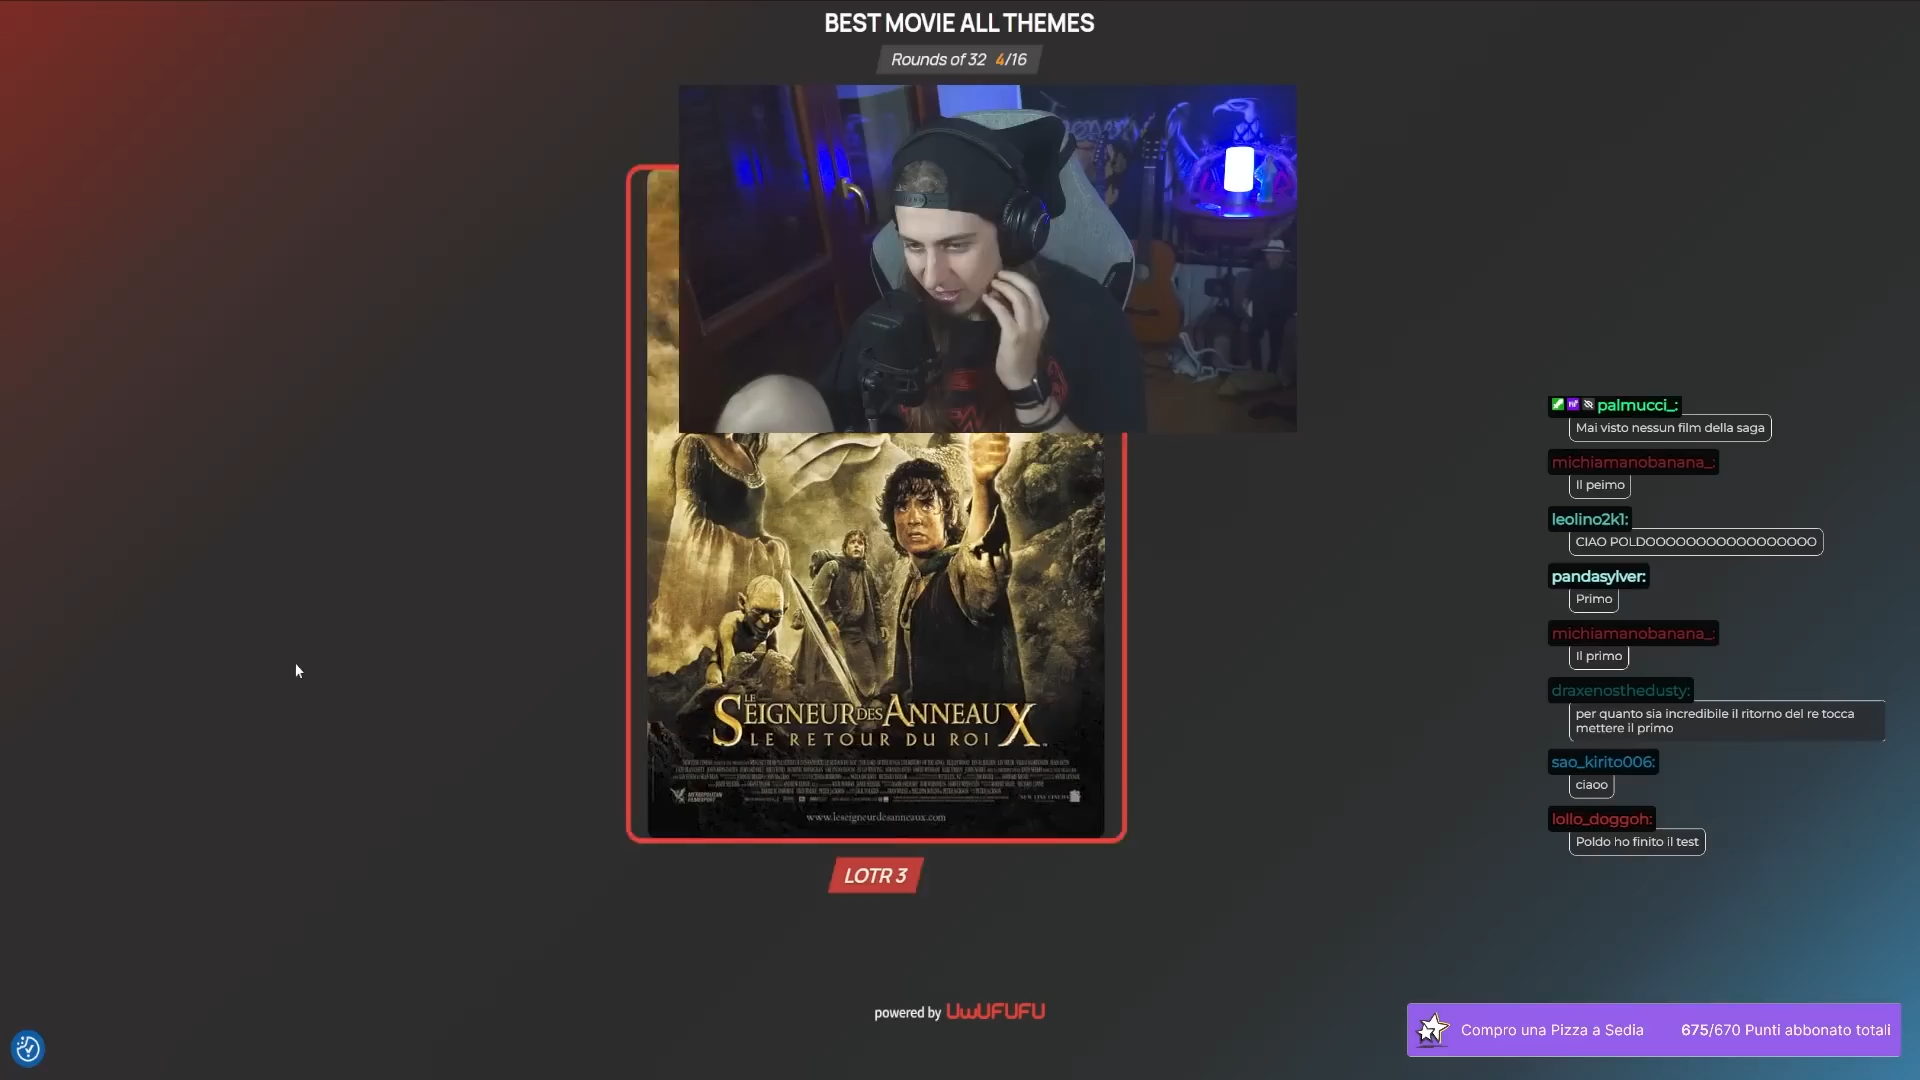 BEST MOVIE ALL THEMES
Rounds of 32 4/16
LE
SEIGNEUR DES ANNEAUX
LE RETOUR DU ROI
www.leseigneurdesanneaux.com
LOTR 3
powered by UwUFUFU
palmucci_:
Mai visto nessun film della saga
michiamanobanana_:
Il peimo
leolino2k1:
CIAO POLDOOOOOOOOOOOOOOOOO
pandasylver:
Primo
michiamanobanana_:
Il primo
draxenosthedusty:
per quanto sia incredibile il ritorno del re tocca
mettere il primo
sao_kirito006:
ciaoo
lollo_doggoh:
Poldo ho finito il test
Compro una Pizza a Sedia 675/670 Punti abbonato totali